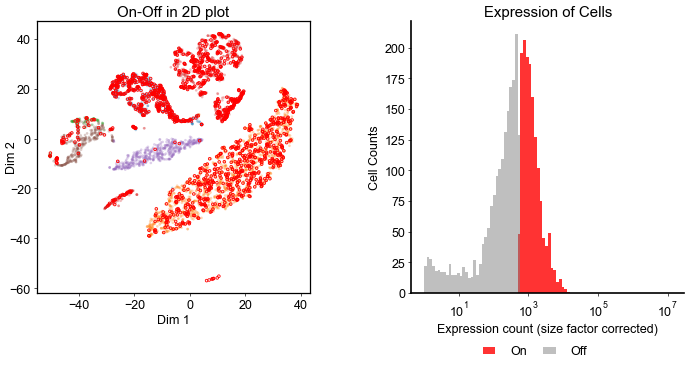 On-Off in 2D plot
Dim 2
40
20
0
−20
−40
−60
−40 −20 0 20 40
Dim 1
Expression of Cells
Cell Counts
200
175
150
125
100
75
50
25
0
10^1 10^3 10^5 10^7
Expression count (size factor corrected)
On Off